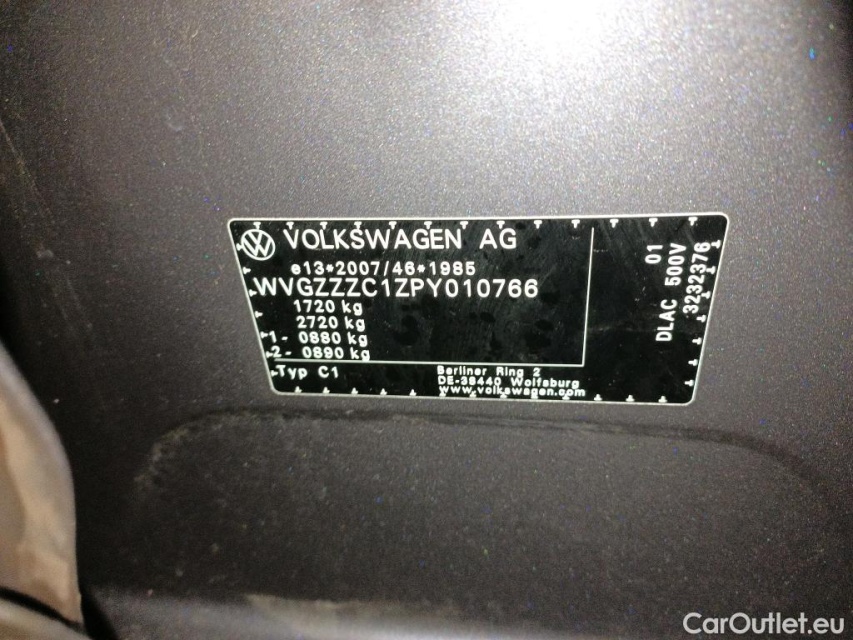 VOLKSWAGEN AG
e13*2007/46*1985
WVGZZZC1ZPY010766
1720 kg
2720 kg
1- 0880 kg
2- 0890 kg
Typ C1
Berliner Ring 2
DE-38440 Wolfsburg
www.volkswagen.com
01
DLAC 500V
3232376
CarOutlet.eu